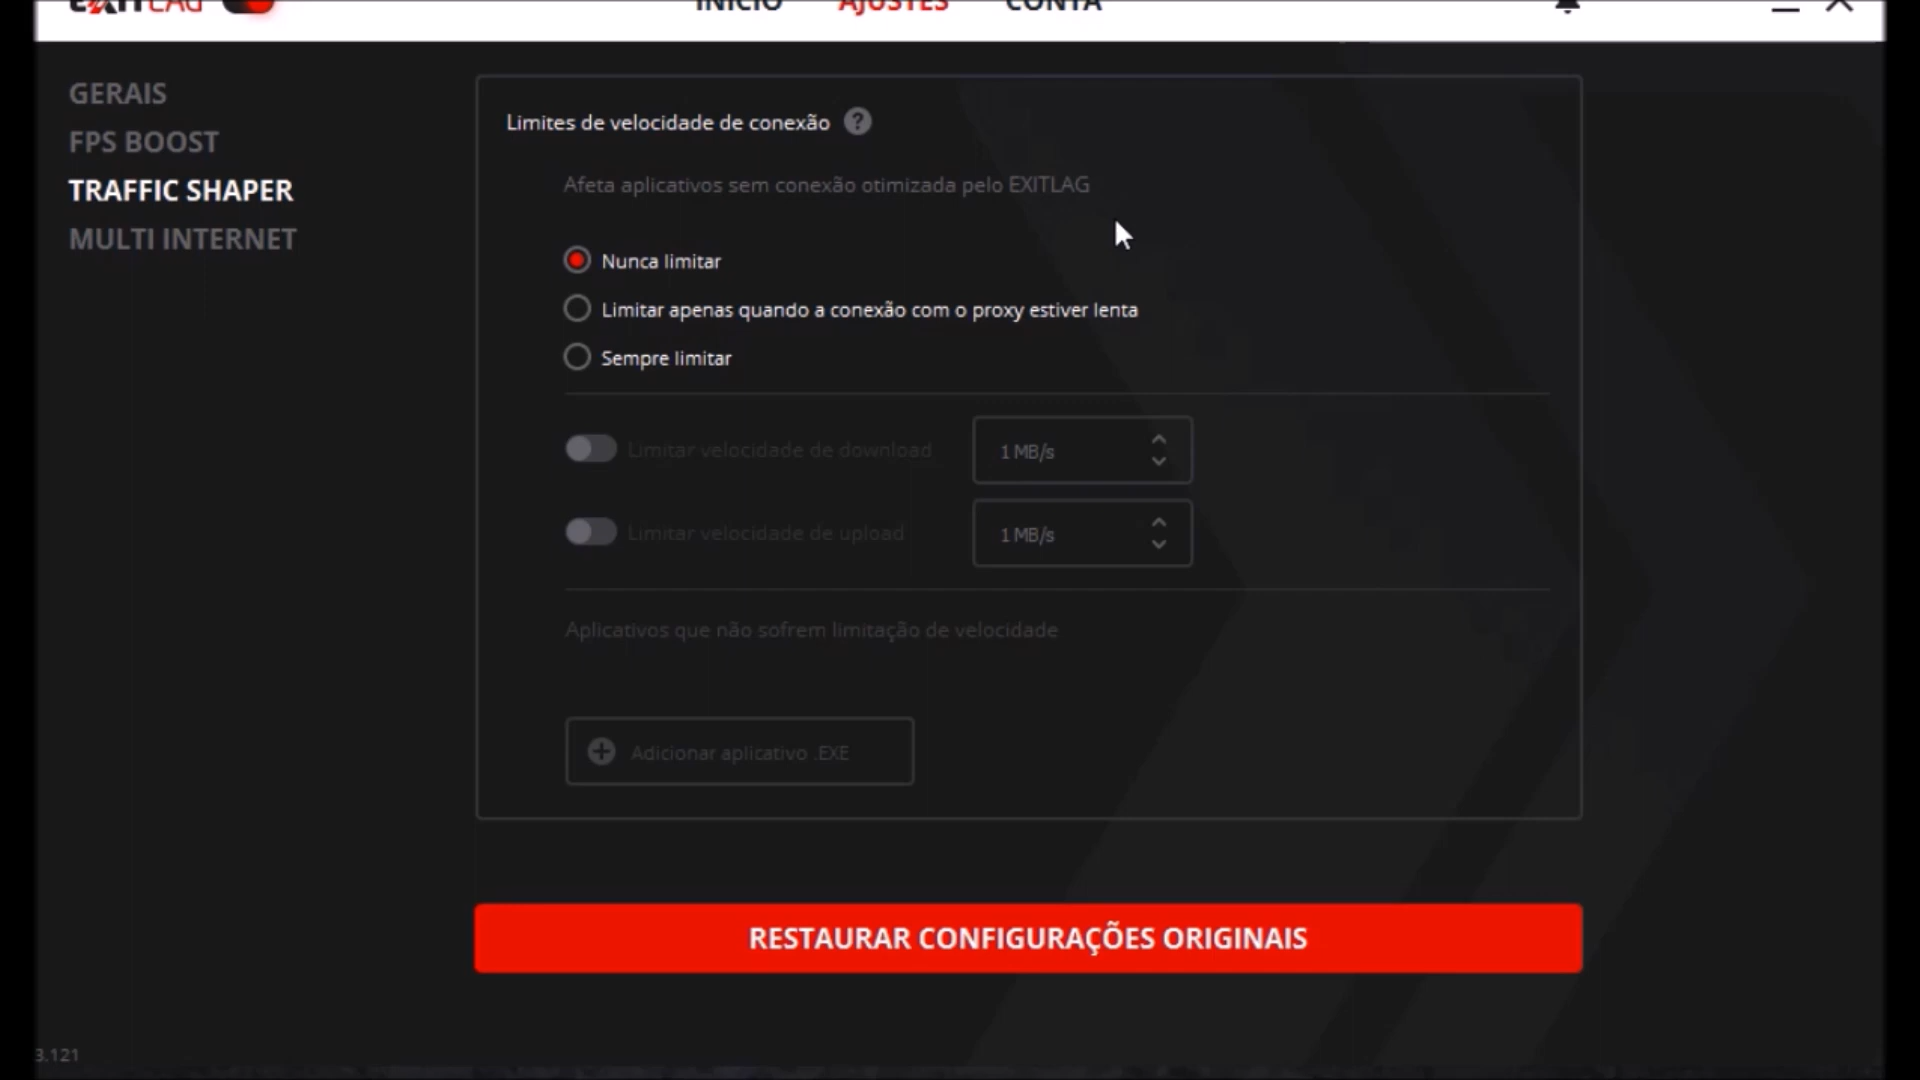 EXITLAG
INÍCIO
AJUSTES
CONTA
GERAIS
FPS BOOST
TRAFFIC SHAPER
MULTI INTERNET
Limites de velocidade de conexão ?
Afeta aplicativos sem conexão otimizada pelo EXITLAG
Nunca limitar
Limitar apenas quando a conexão com o proxy estiver lenta
Sempre limitar
Limitar velocidade de download
1 MB/s
Limitar velocidade de upload
1 MB/s
Aplicativos que não sofrem limitação de velocidade
Adicionar aplicativo .EXE
RESTAURAR CONFIGURAÇÕES ORIGINAIS
3.121